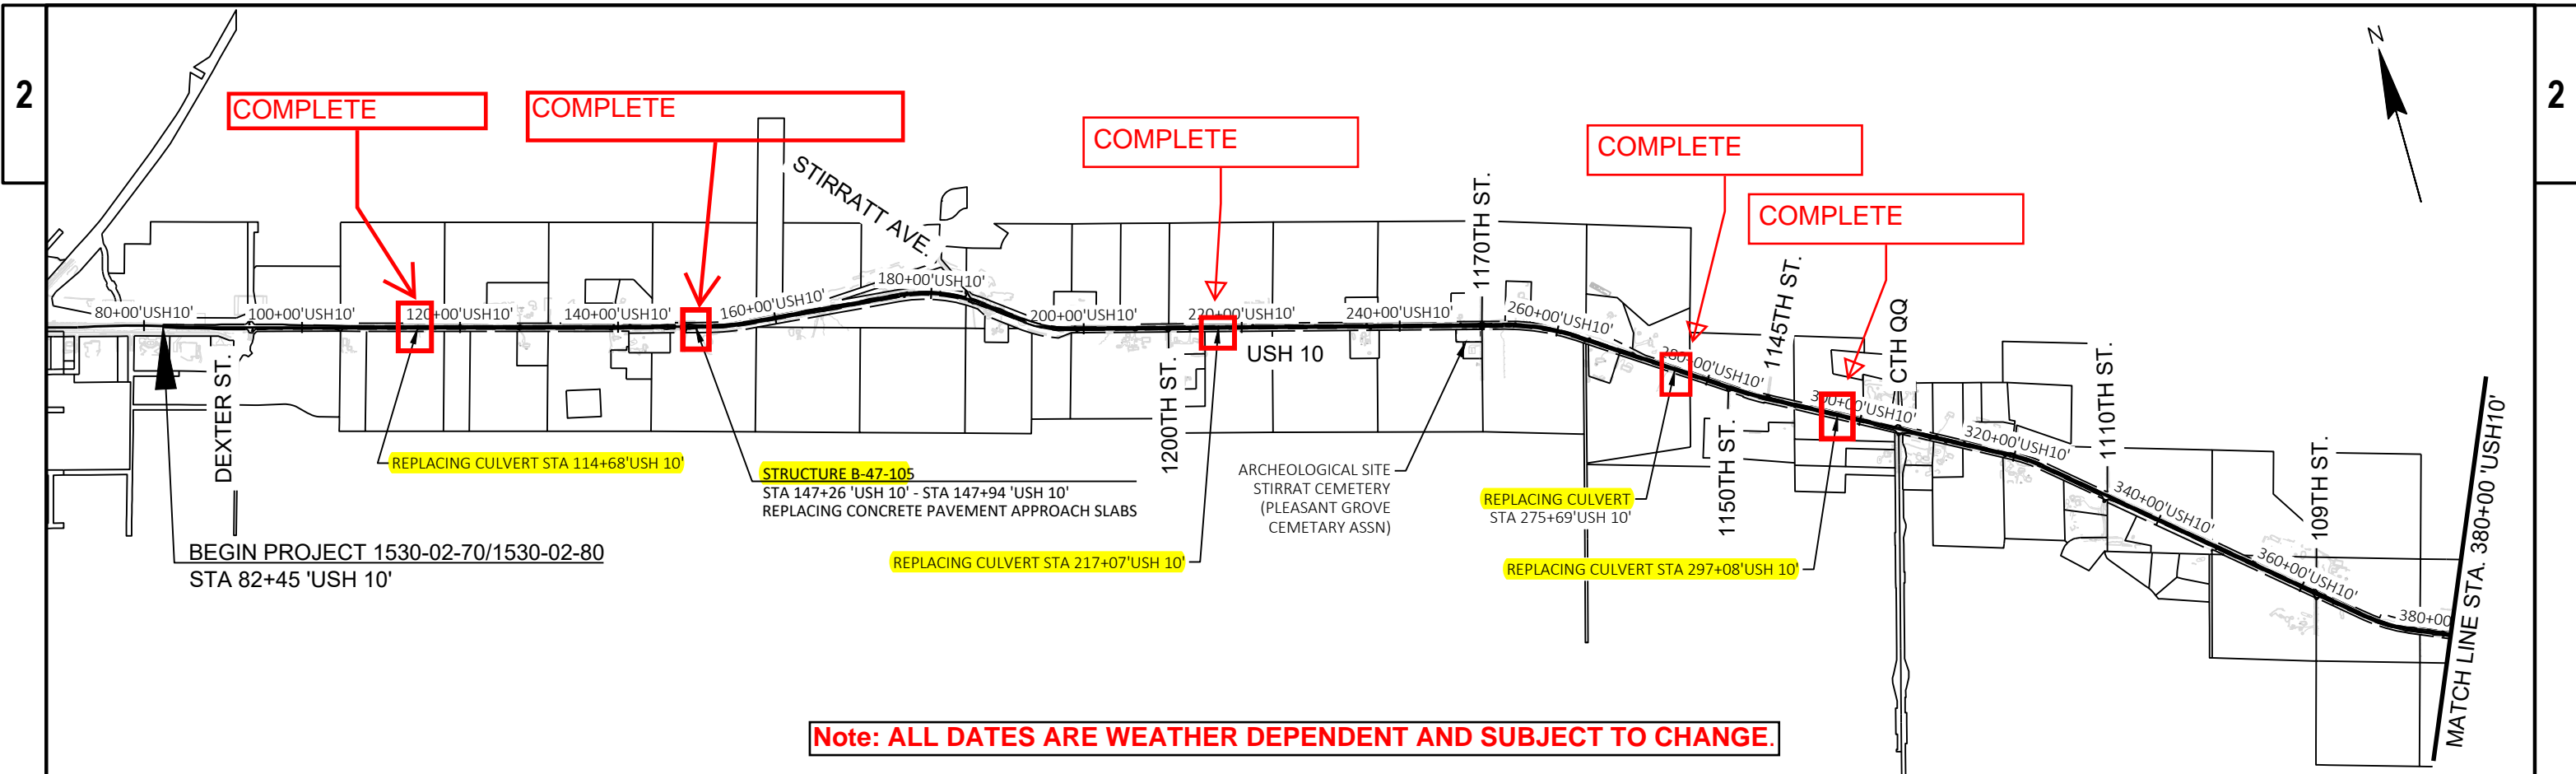 2
2
N
COMPLETE
COMPLETE
COMPLETE
COMPLETE
COMPLETE
STIRRATT AVE.
1170TH ST.
1145TH ST.
CTH QQ
80+00'USH10'
100+00'USH10'
120+00'USH10'
140+00'USH10'
160+00'USH10'
180+00'USH10'
200+00'USH10'
220+00'USH10'
240+00'USH10'
260+00'USH10'
280+00'USH10'
300+00'USH10'
320+00'USH10'
340+00'USH10'
360+00'USH10'
380+00
USH 10
DEXTER ST.
1200TH ST.
1150TH ST.
1110TH ST.
109TH ST.
MATCH LINE STA. 380+00 'USH10'
REPLACING CULVERT STA 114+68'USH 10'
STRUCTURE B-47-105
STA 147+26 'USH 10' - STA 147+94 'USH 10'
REPLACING CONCRETE PAVEMENT APPROACH SLABS
ARCHEOLOGICAL SITE
STIRRAT CEMETERY
(PLEASANT GROVE
CEMETARY ASSN)
REPLACING CULVERT
STA 275+69'USH 10'
BEGIN PROJECT 1530-02-70/1530-02-80
STA 82+45 'USH 10'
REPLACING CULVERT STA 217+07'USH 10'
REPLACING CULVERT STA 297+08'USH 10'
Note: ALL DATES ARE WEATHER DEPENDENT AND SUBJECT TO CHANGE.